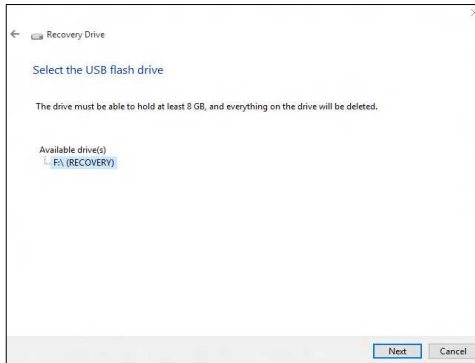 Recovery Drive
Select the USB flash drive
The drive must be able to hold at least 8 GB, and everything on the drive will be deleted.
Available drive(s)
F:\ (RECOVERY)
Next Cancel